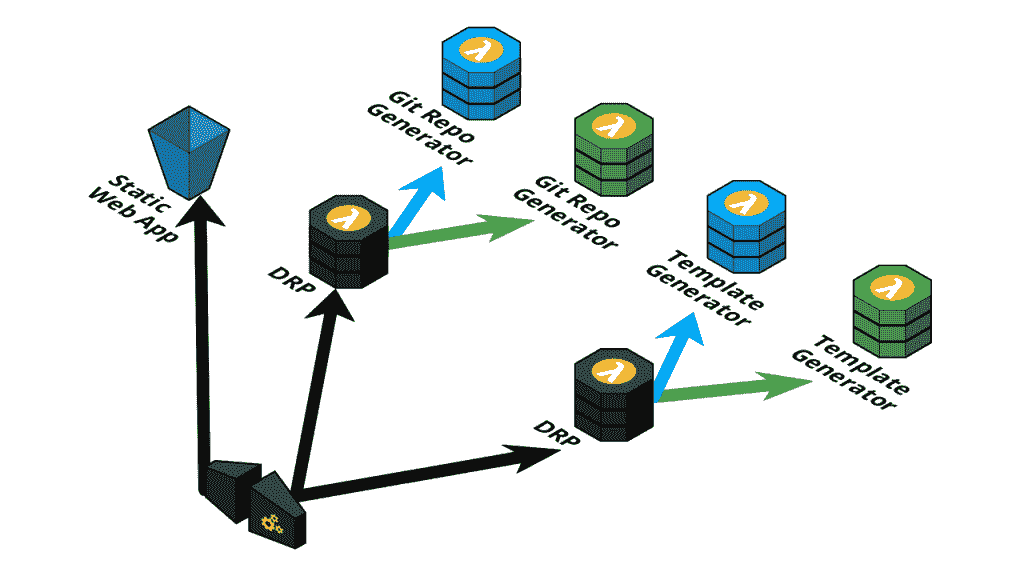 Git Repo
Generator
Static
Web App
Git Repo
Generator
DRP
Template
Generator
Template
Generator
DRP